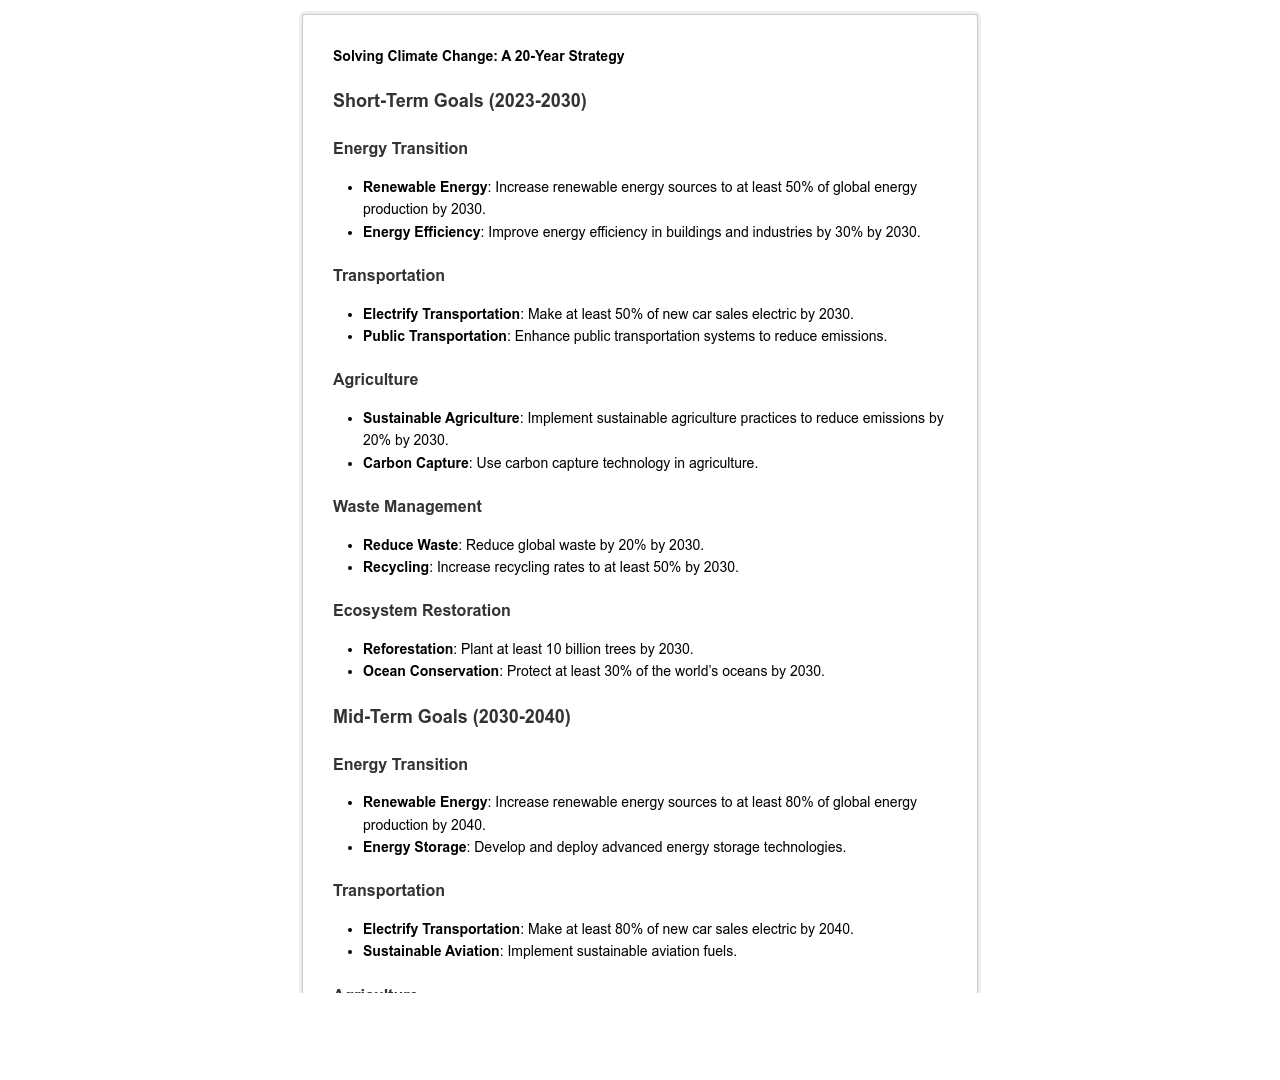 Solving Climate Change: A 20-Year Strategy
Short-Term Goals (2023-2030)
Energy Transition
• Renewable Energy: Increase renewable energy sources to at least 50% of global energy
production by 2030.
• Energy Efficiency: Improve energy efficiency in buildings and industries by 30% by 2030.
Transportation
• Electrify Transportation: Make at least 50% of new car sales electric by 2030.
• Public Transportation: Enhance public transportation systems to reduce emissions.
Agriculture
• Sustainable Agriculture: Implement sustainable agriculture practices to reduce emissions by
20% by 2030.
• Carbon Capture: Use carbon capture technology in agriculture.
Waste Management
• Reduce Waste: Reduce global waste by 20% by 2030.
• Recycling: Increase recycling rates to at least 50% by 2030.
Ecosystem Restoration
• Reforestation: Plant at least 10 billion trees by 2030.
• Ocean Conservation: Protect at least 30% of the world’s oceans by 2030.
Mid-Term Goals (2030-2040)
Energy Transition
• Renewable Energy: Increase renewable energy sources to at least 80% of global energy
production by 2040.
• Energy Storage: Develop and deploy advanced energy storage technologies.
Transportation
• Electrify Transportation: Make at least 80% of new car sales electric by 2040.
• Sustainable Aviation: Implement sustainable aviation fuels.
Agriculture